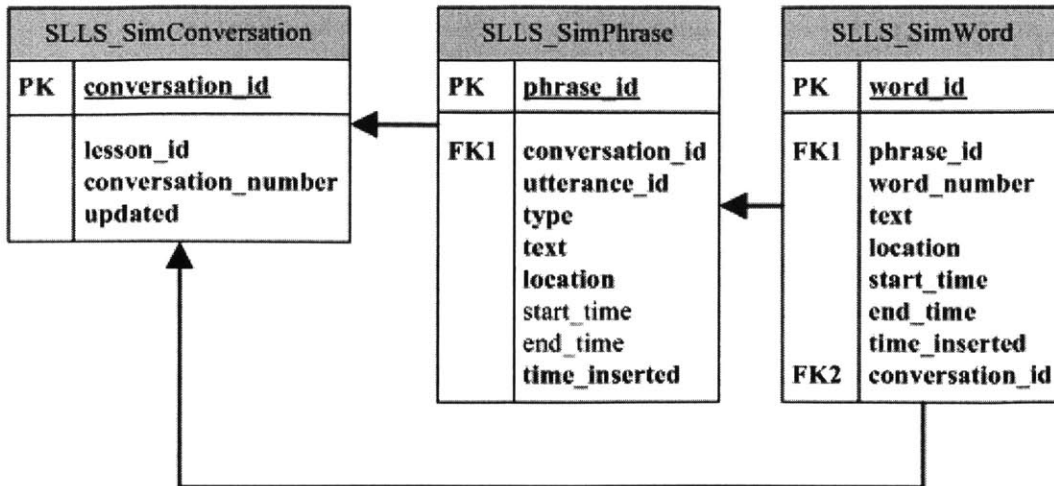 SLLS_SimConversation
PK conversation_id
lesson_id
conversation_number
updated
SLLS_SimPhrase
PK phrase_id
FK1 conversation_id
utterance_id
type
text
location
start_time
end_time
time_inserted
SLLS_SimWord
PK word_id
FK1 phrase_id
word_number
text
location
start_time
end_time
time_inserted
FK2 conversation_id